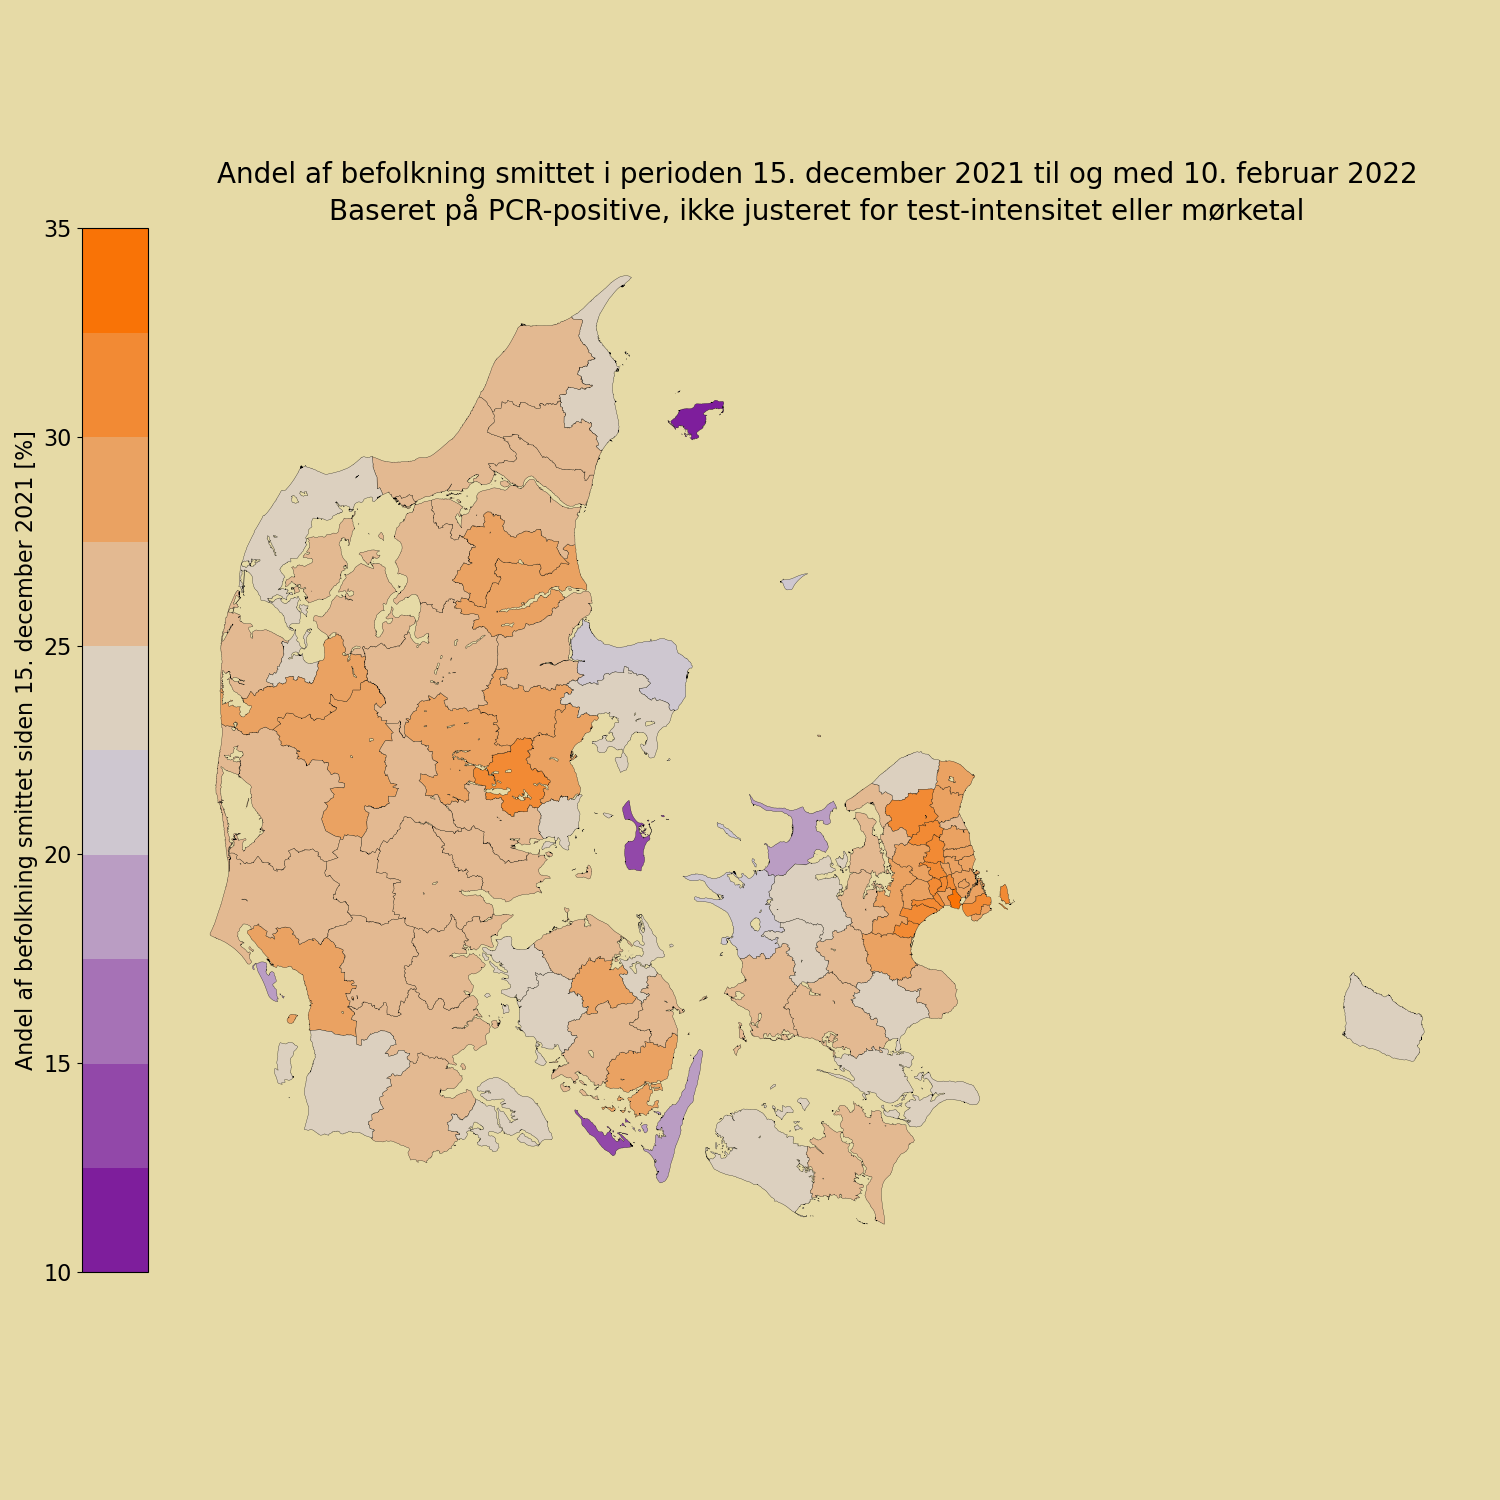 Andel af befolkning smittet i perioden 15. december 2021 til og med 10. februar 2022
Baseret på PCR-positive, ikke justeret for test-intensitet eller mørketal
35
30
25
20
15
10
Andel af befolkning smittet siden 15. december 2021 [%]